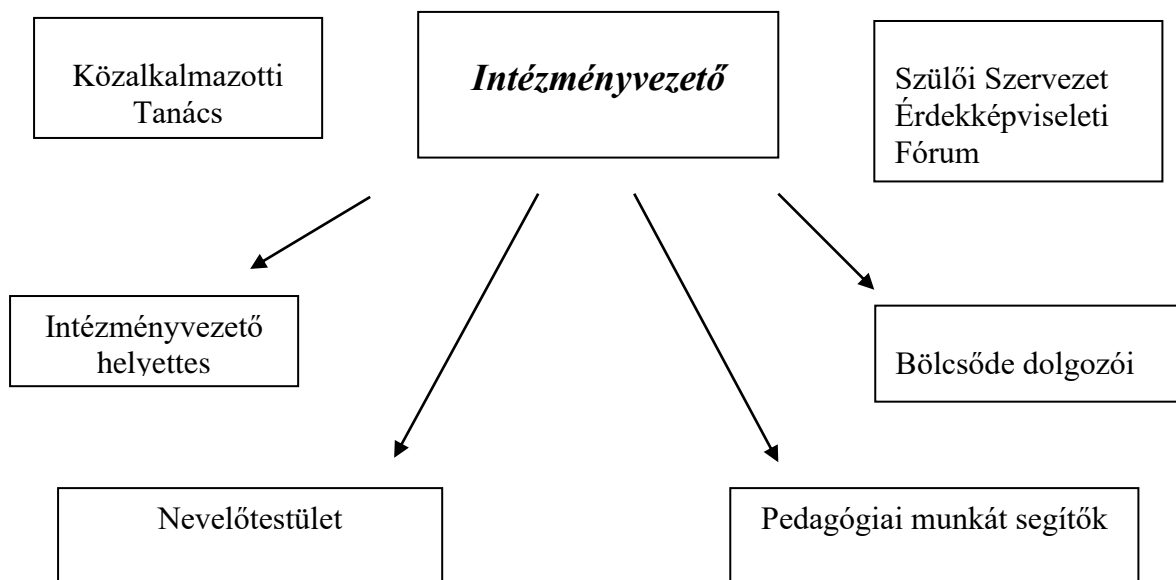 Közalkalmazotti
Tanács
Intézményvezető
Szülői Szervezet
Érdekképviseleti
Fórum
Intézményvezető
helyettes
Bölcsőde dolgozói
Nevelőtestület
Pedagógiai munkát segítők